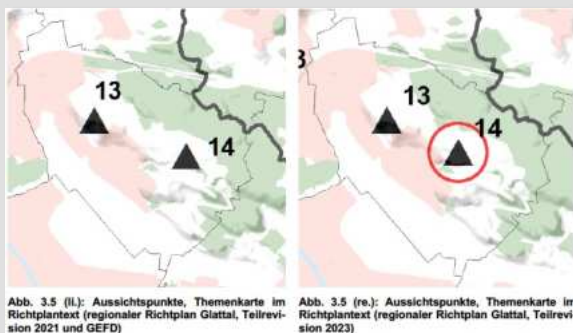 13
14
Abb. 3.5 (li.): Aussichtspunkte, Themenkarte im
Richtplantext (regionaler Richtplan Glattal, Teilrevi-
sion 2021 und GEFD)
3
13
14
Abb. 3.5 (re.): Aussichtspunkte, Themenkarte im
Richtplantext (regionaler Richtplan Glattal, Teilrevi-
sion 2023)